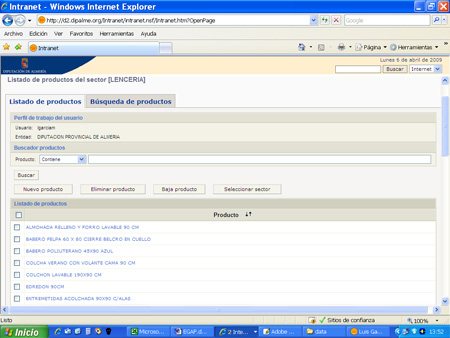 Intranet - Windows Internet Explorer
http://d2.dipalme.org/Intranet/intranet.nsf/Intranet.htm?OpenPage
Google
Archivo Edición Ver Favoritos Herramientas Ayuda
Intranet
Página Herramientas
Lunes 6 de abril de 2009
DIPUTACIÓN DE ALMERÍA
Buscar Internet
Listado de productos del sector [LENCERIA]
Listado de productos Búsqueda de productos
Perfil de trabajo del usuario
Usuario: lgarciam
Entidad: DIPUTACION PROVINCIAL DE ALMERIA
Buscador productos
Producto: Contiene
Buscar
Nuevo producto Eliminar producto Baja producto Seleccionar sector
Listado de productos
Producto
ALMOHADA RELLENO Y FORRO LAVABLE 90 CM
BABERO FELPA 60 X 80 CIERRE BELCRO EN CUELLO
BABERO POLIUTERANO 45X90 AZUL
COLCHA VERANO CON VOLANTE CAMA 90 CM
COLCHON LAVABLE 190X90 CM
EDREDON 90CM
ENTREMETIDAS ACOLCHADA 90X90 C/ALAS
Listo
Sitios de confianza
100%
Inicio
Microso...
EGAP.d...
2 Inte...
Adobe ...
data
Luis Ga...
13:52